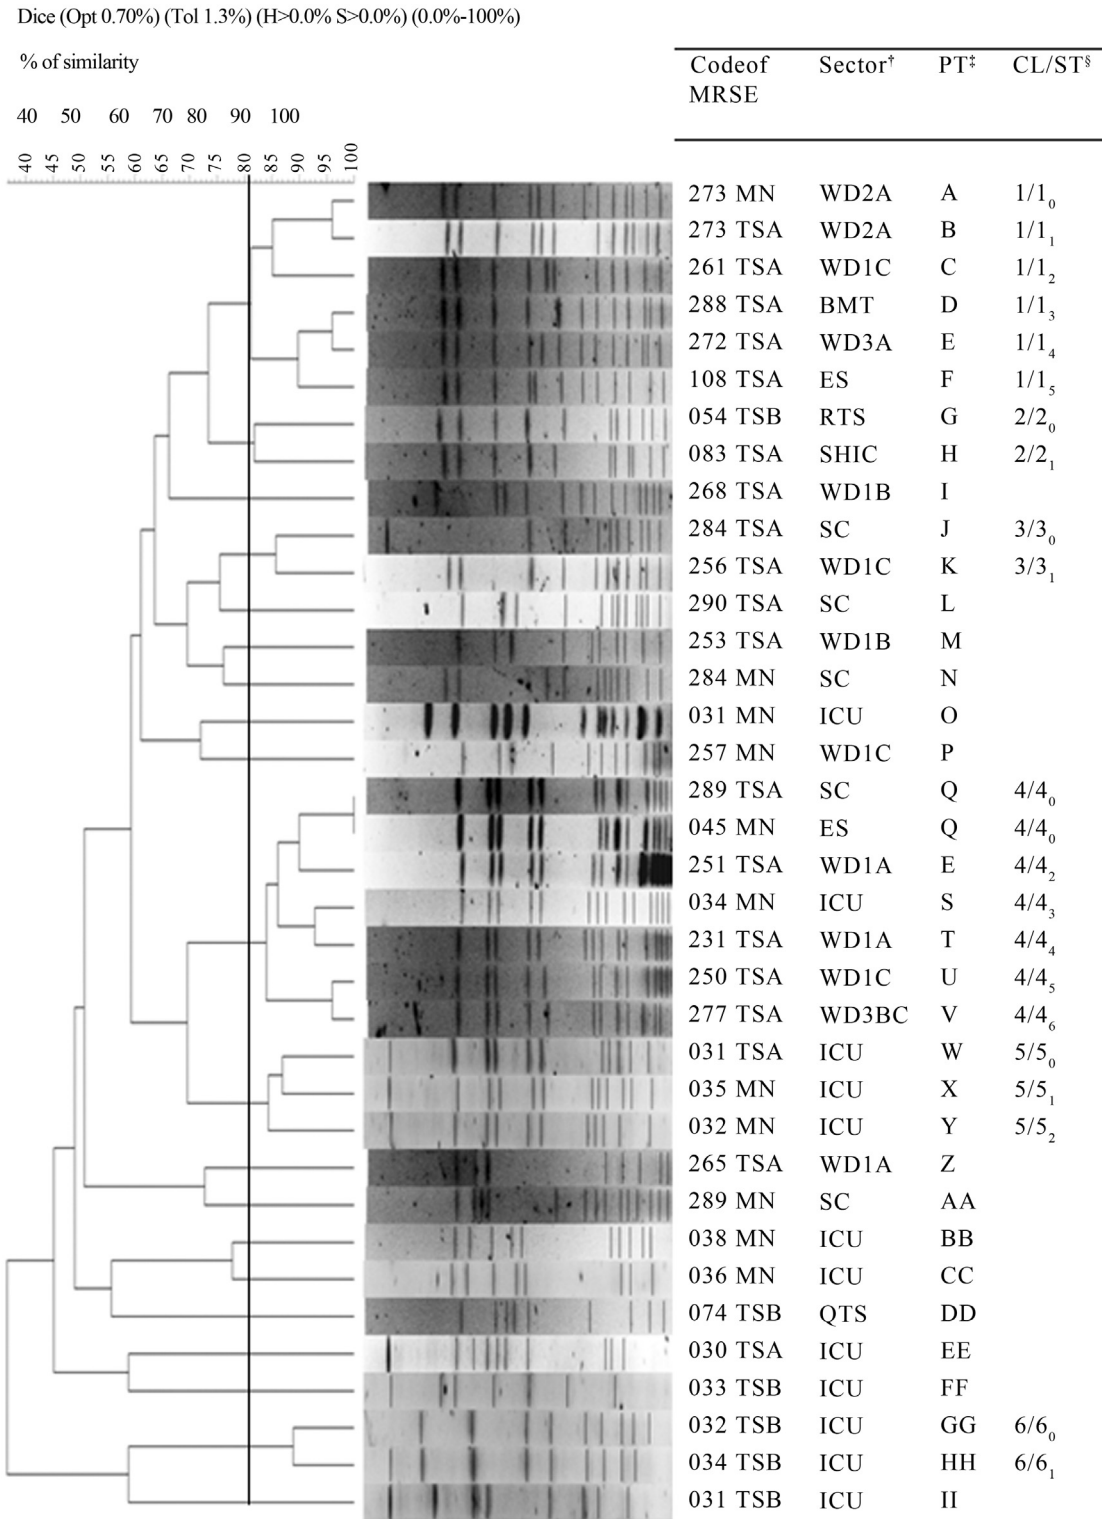 Dice (Opt 0.70%) (Tol 1.3%) (H>0.0% S>0.0%) (0.0%-100%)
% of similarity
40 50 60 70 80 90 100
40 45 50 55 60 65 70 75 80 85 90 95 100
Codeof MRSE Sector† PT‡ CL/ST§
273 MN WD2A A 1/1₀
273 TSA WD2A B 1/1₁
261 TSA WD1C C 1/1₂
288 TSA BMT D 1/1₃
272 TSA WD3A E 1/1₄
108 TSA ES F 1/1₅
054 TSB RTS G 2/2₀
083 TSA SHIC H 2/2₁
268 TSA WD1B I
284 TSA SC J 3/3₀
256 TSA WD1C K 3/3₁
290 TSA SC L
253 TSA WD1B M
284 MN SC N
031 MN ICU O
257 MN WD1C P
289 TSA SC Q 4/4₀
045 MN ES Q 4/4₀
251 TSA WD1A E 4/4₂
034 MN ICU S 4/4₃
231 TSA WD1A T 4/4₄
250 TSA WD1C U 4/4₅
277 TSA WD3BC V 4/4₆
031 TSA ICU W 5/5₀
035 MN ICU X 5/5₁
032 MN ICU Y 5/5₂
265 TSA WD1A Z
289 MN SC AA
038 MN ICU BB
036 MN ICU CC
074 TSB QTS DD
030 TSA ICU EE
033 TSB ICU FF
032 TSB ICU GG 6/6₀
034 TSB ICU HH 6/6₁
031 TSB ICU II